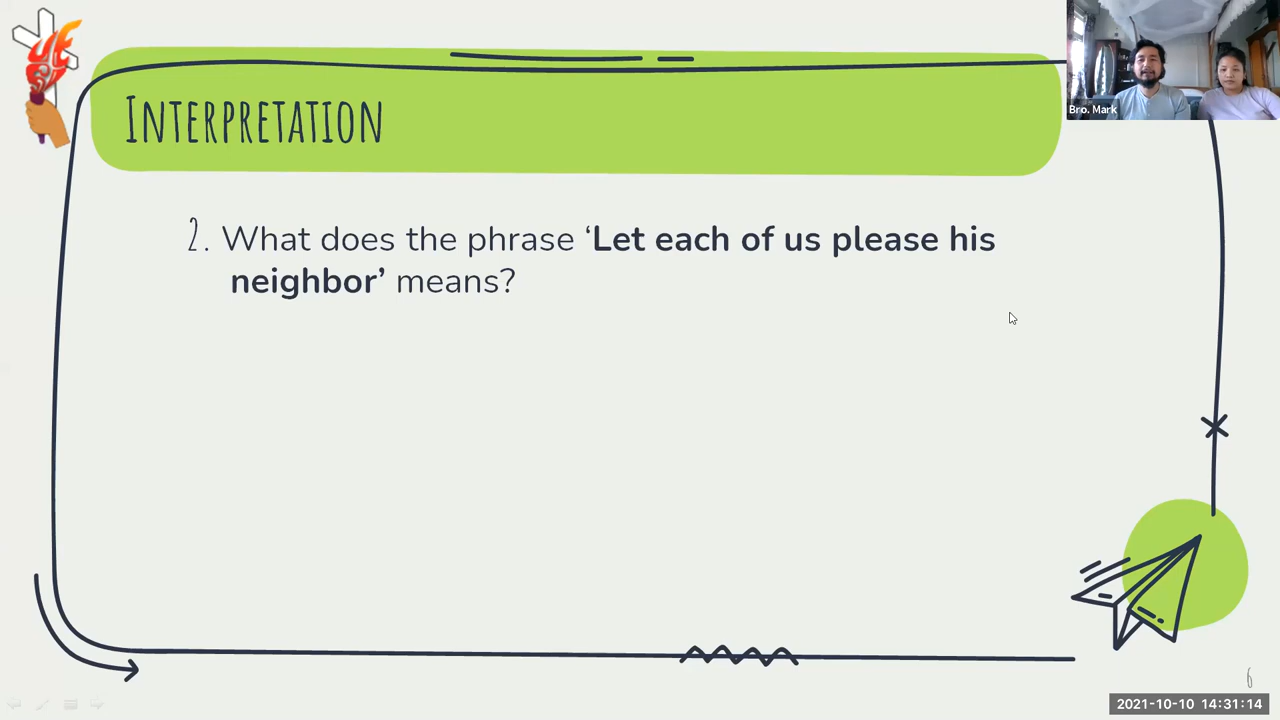 Interpretation
Bro. Mark
2. What does the phrase ‘Let each of us please his
neighbor’ means?
6
2021-10-10 14:31:14